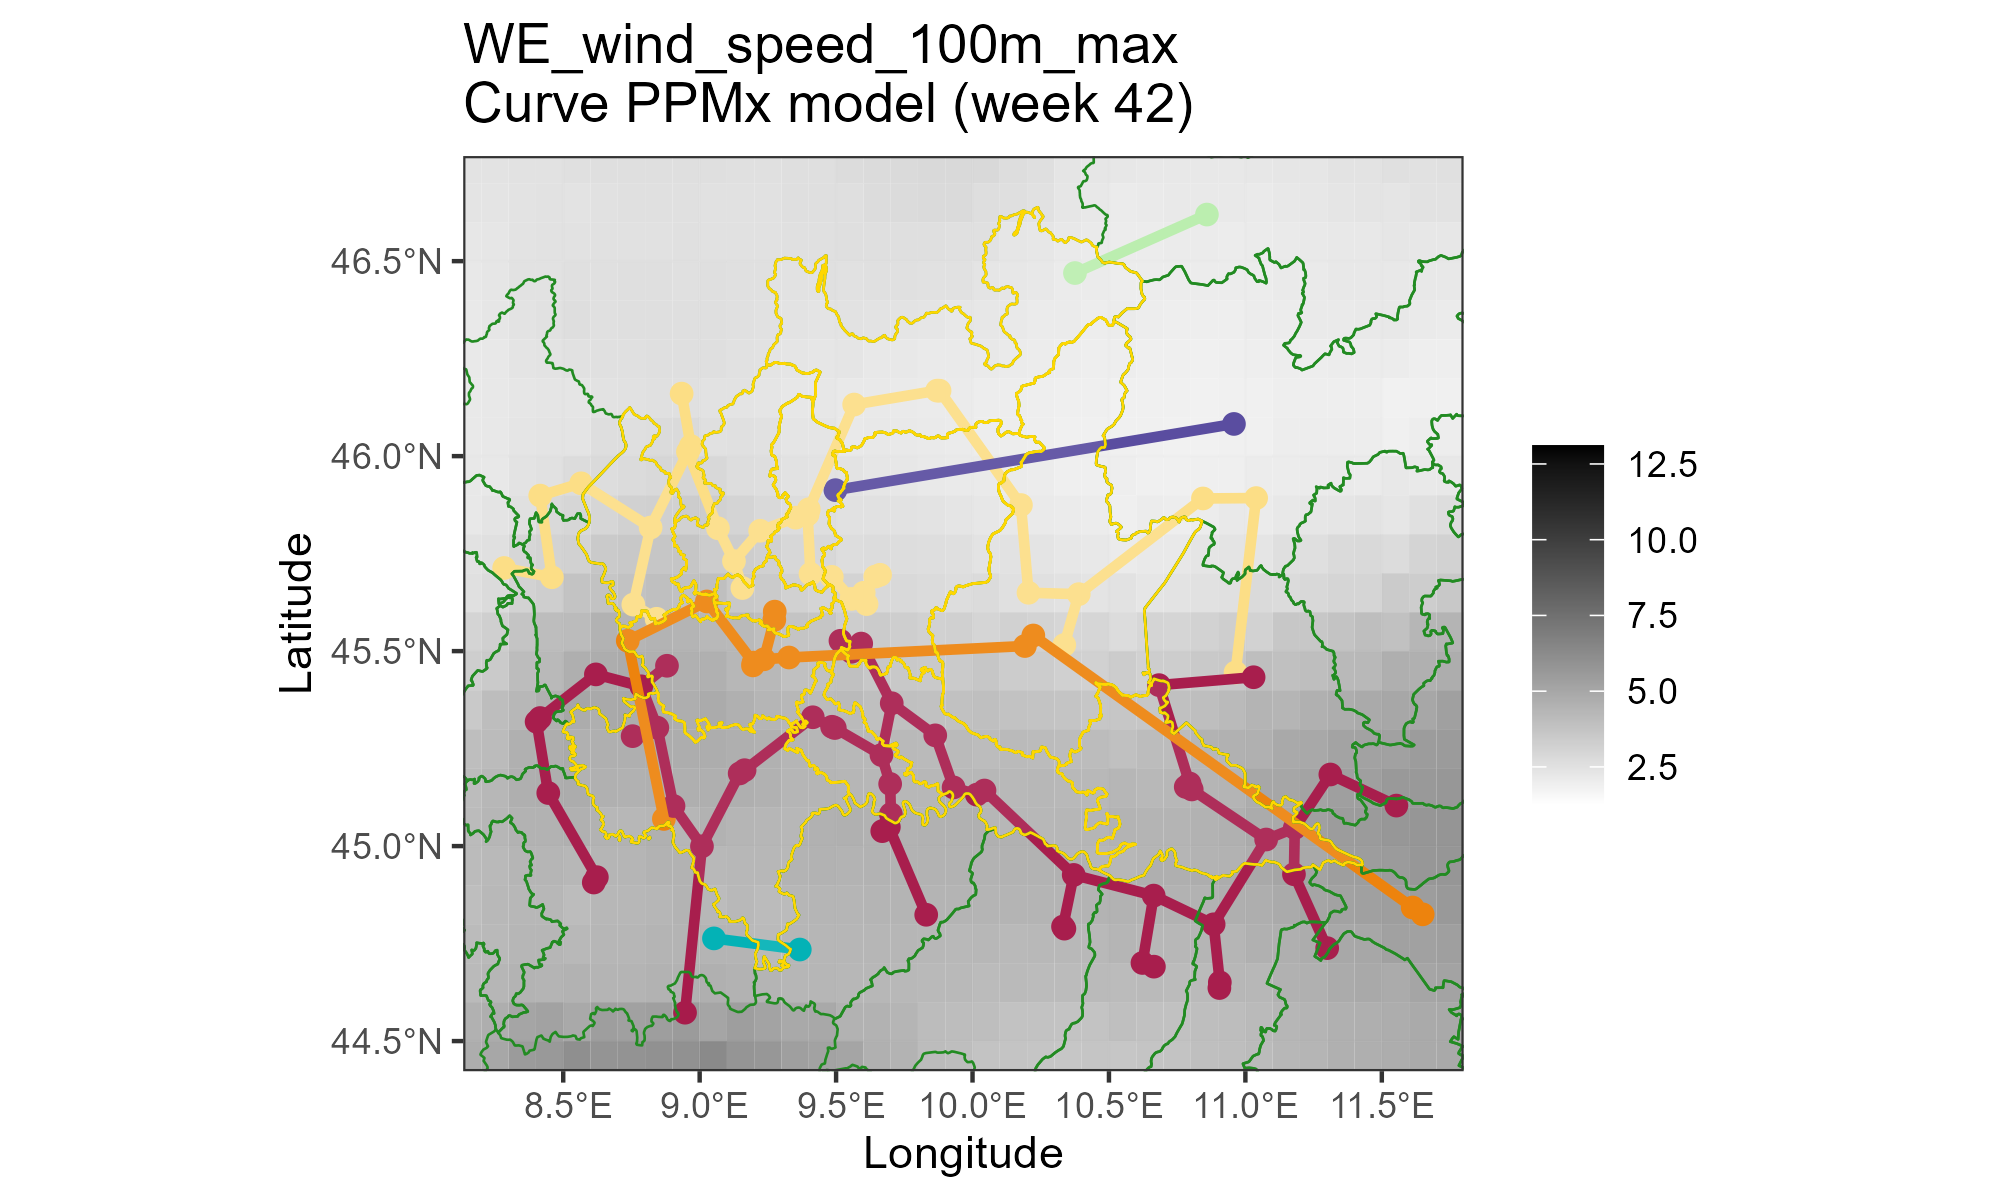 WE_wind_speed_100m_max
Curve PPMx model (week 42)
46.5°N
46.0°N
45.5°N
45.0°N
44.5°N
Latitude
8.5°E 9.0°E 9.5°E 10.0°E 10.5°E 11.0°E 11.5°E
Longitude
12.5
10.0
7.5
5.0
2.5